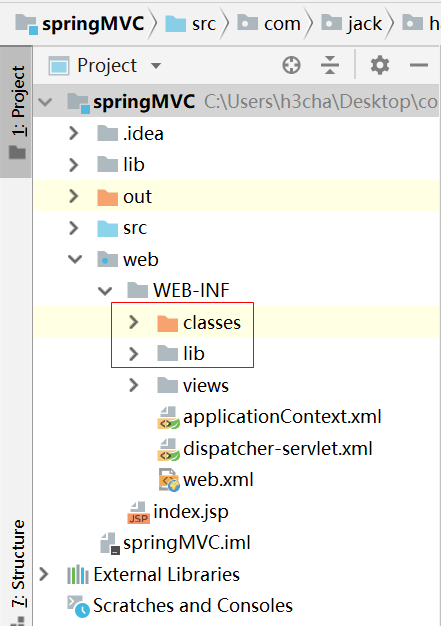 springMVC src com jack ha
Project
1: Project
springMVC C:\Users\h3cha\Desktop\co
.idea
lib
out
src
web
WEB-INF
classes
lib
views
applicationContext.xml
dispatcher-servlet.xml
web.xml
JSP index.jsp
springMVC.iml
External Libraries
Scratches and Consoles
7: Structure